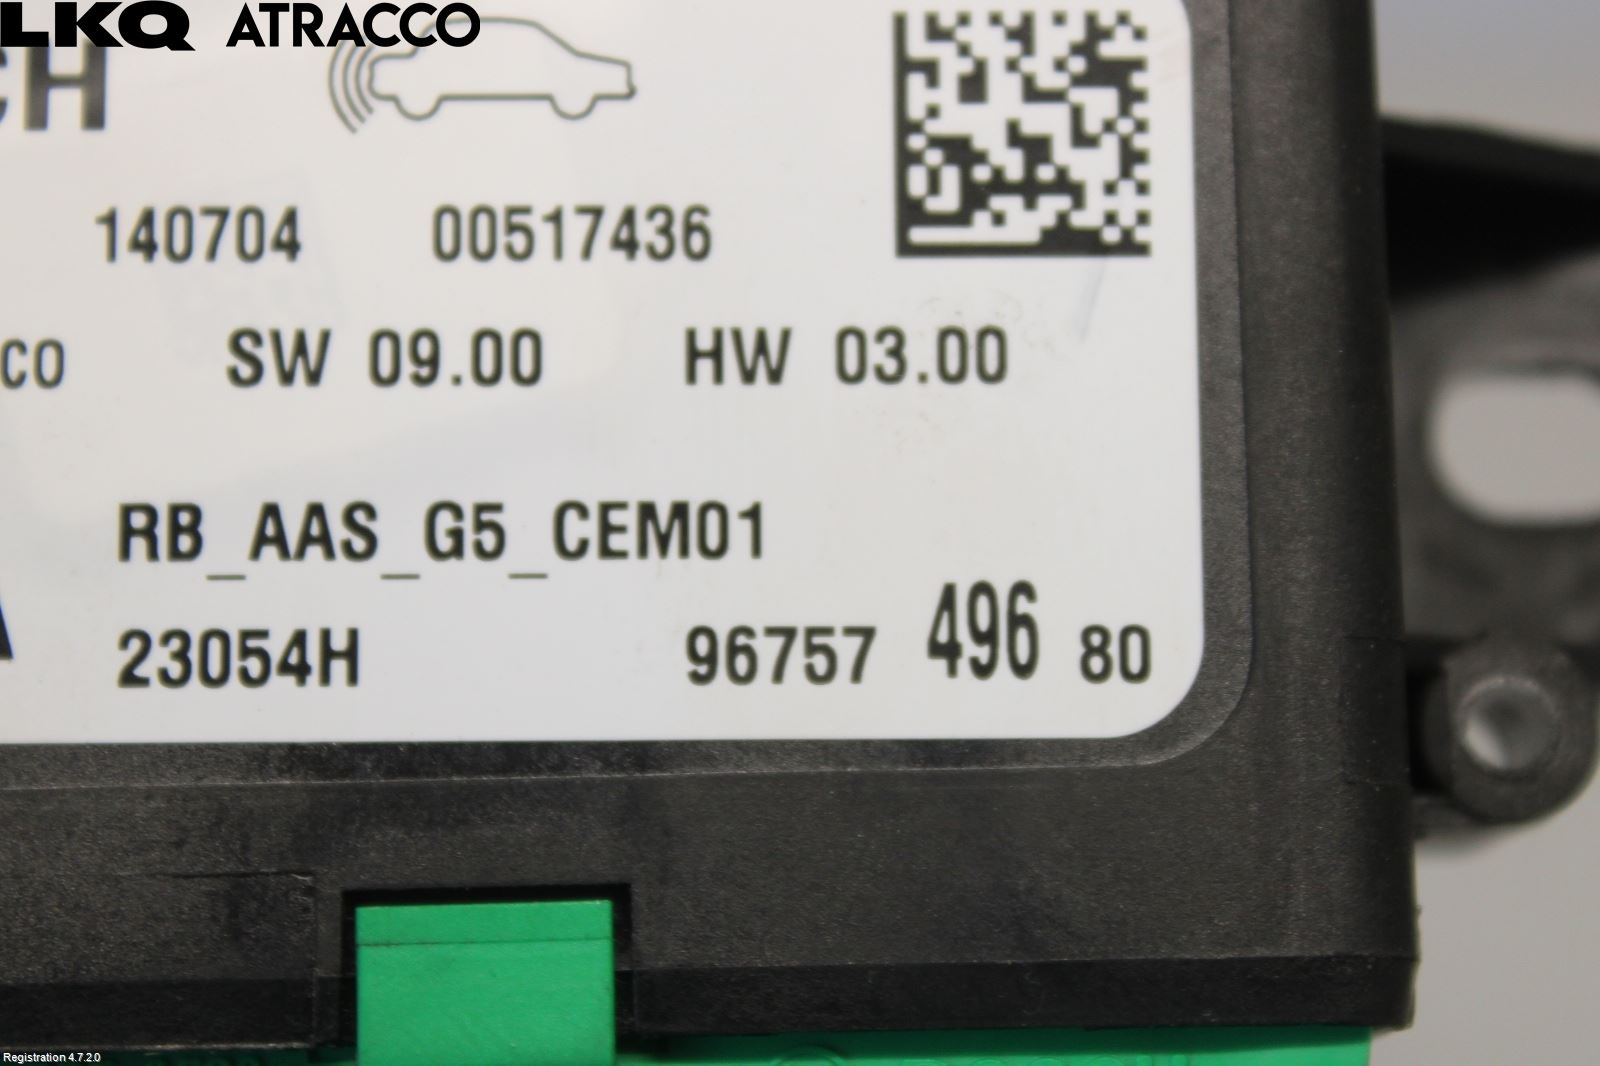 LKQ ATRACCO
CH
140704 00517436
CO SW 09.00 HW 03.00
RB_AAS_G5_CEM01
23054H 96757 496 80
Registration 4.7.2.0